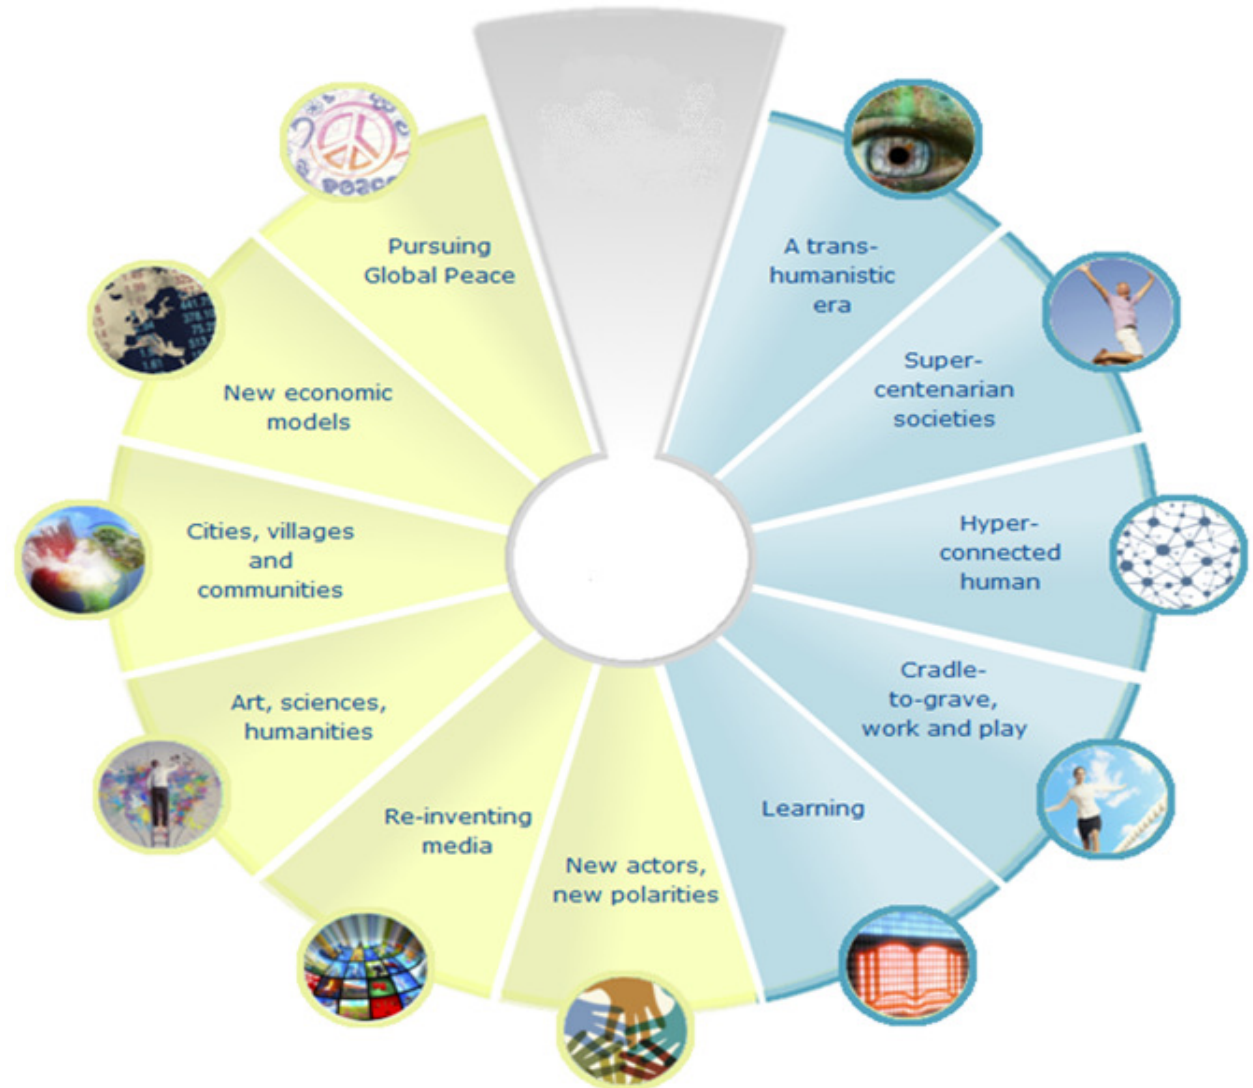 Pursuing
Global Peace
A trans-
humanistic
era
New economic
models
Super-
centenarian
societies
Cities, villages
and
communities
Hyper-
connected
human
Art, sciences,
humanities
Cradle-
to-grave,
work and play
Re-inventing
media
Learning
New actors,
new polarities